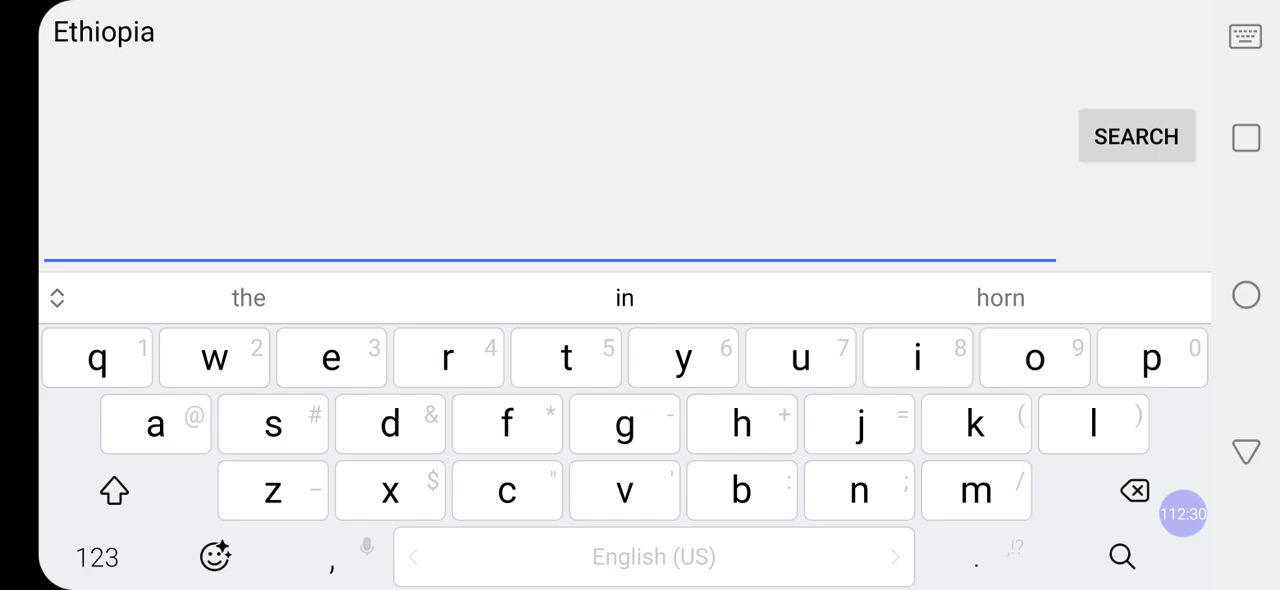 Ethiopia
SEARCH
the in horn
q 1 w 2 e 3 r 4 t 5 y 6 u 7 i 8 o 9 p 0
a @ s # d & f * g - h + j = k ( l )
z _ x $ c " v ' b : n ; m /
112:30
123 , < English (US) > . ,!?